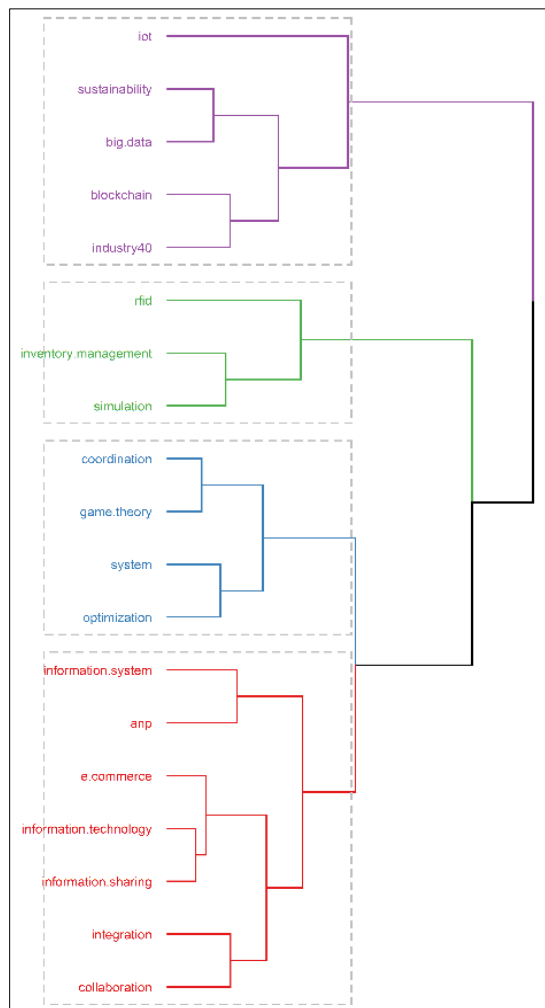 iot
sustainability
big.data
blockchain
industry40
rfid
inventory.management
simulation
coordination
game.theory
system
optimization
information.system
anp
e.commerce
information.technology
information.sharing
integration
collaboration